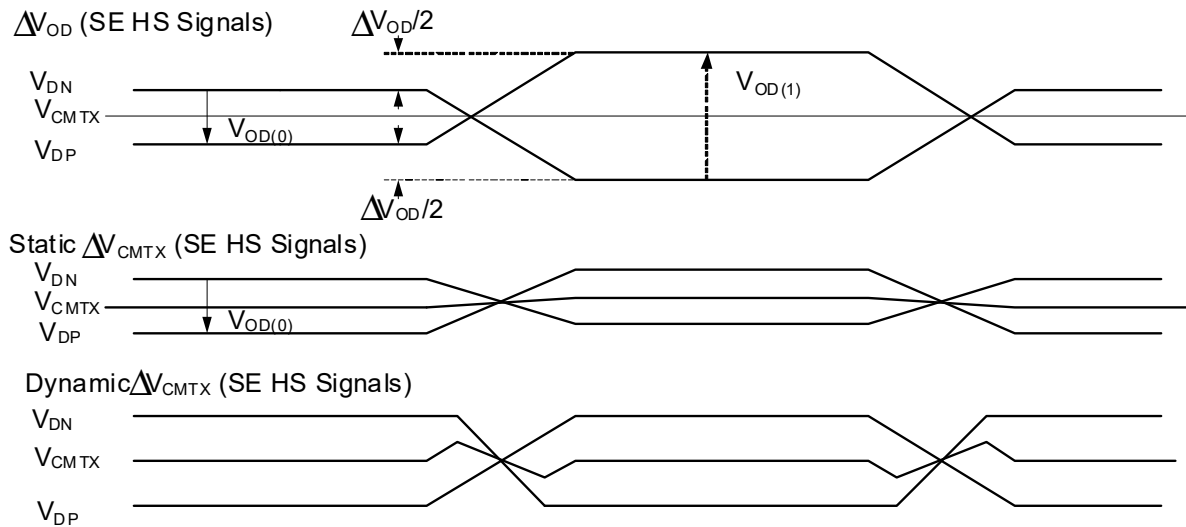 ΔV_OD (SE HS Signals)
ΔV_OD/2
V_DN
V_CMTX
V_DP
V_OD(0)
V_OD(1)
ΔV_OD/2
Static ΔV_CMTX (SE HS Signals)
V_DN
V_CMTX
V_DP
V_OD(0)
Dynamic ΔV_CMTX (SE HS Signals)
V_DN
V_CMTX
V_DP